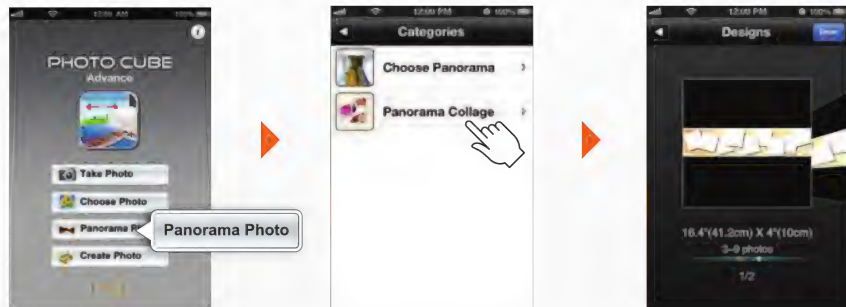 12:00 AM 100%
PHOTO CUBE
Advance
Take Photo
Choose Photo
Panorama P
Panorama Photo
Create Photo
12:00 PM 100%
Categories
Choose Panorama
Panorama Collage
12:00 PM 100%
Designs
16.4"(41.2cm) X 4"(10cm)
3-9 photos
1/2